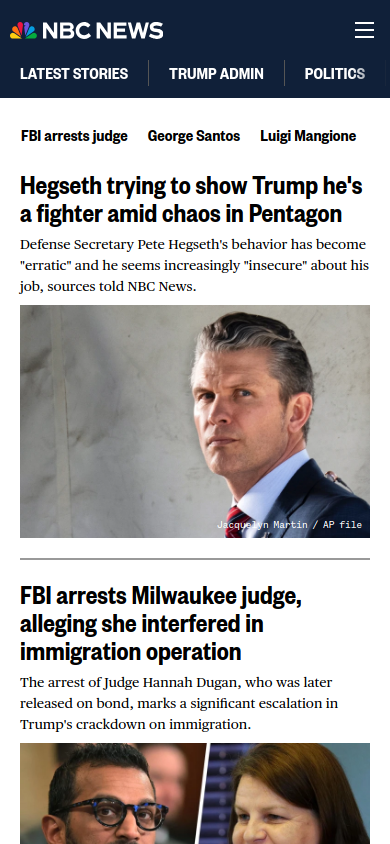 NBC NEWS
LATEST STORIES TRUMP ADMIN POLITICS
FBI arrests judge George Santos Luigi Mangione
Hegseth trying to show Trump he's
a fighter amid chaos in Pentagon
Defense Secretary Pete Hegseth's behavior has become
"erratic" and he seems increasingly "insecure" about his
job, sources told NBC News.
Jacquelyn Martin / AP file
FBI arrests Milwaukee judge,
alleging she interfered in
immigration operation
The arrest of Judge Hannah Dugan, who was later
released on bond, marks a significant escalation in
Trump's crackdown on immigration.